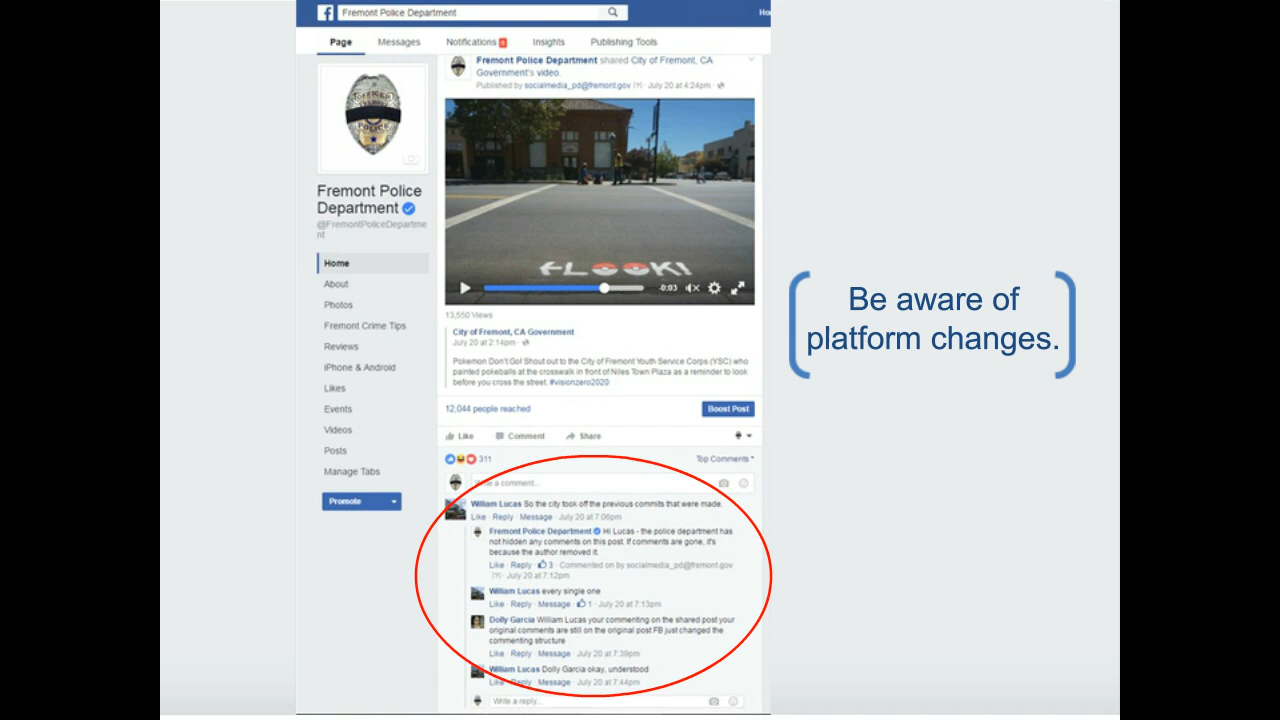 Fremont Police Department
Page
Messages
Notifications
Insights
Publishing Tools
Fremont Police Department shared City of Fremont, CA
Government's video.
Published by socialmedia_pd@fremont.gov [?] · July 20 at 4:24pm ·
POLICE
Fremont Police
Department
@FremontPoliceDepartme
nt
Home
About
Photos
Fremont Crime Tips
Reviews
iPhone & Android
Likes
Events
Videos
Posts
Manage Tabs
Promote
LOOK!
-0:03
13,550 Views
City of Fremont, CA Government
July 20 at 2:14pm ·
Pokemon Don't Go! Shout out to the City of Fremont Youth Service Corps (YSC) who
painted pokeballs at the crosswalk in front of Niles Town Plaza as a reminder to look
before you cross the street. #visionzero2020
12,044 people reached
Boost Post
Like
Comment
Share
311
Top Comments
Write a comment...
William Lucas So the city took off the previous commits that were made.
Like · Reply · Message · July 20 at 7:06pm
Fremont Police Department Hi Lucas - the police department has
not hidden any comments on this post. If comments are gone, it's
because the author removed it.
Like · Reply · 3 · Commented on by socialmedia_pd@fremont.gov
[?] · July 20 at 7:12pm
William Lucas every single one
Like · Reply · Message · 1 · July 20 at 7:13pm
Dolly Garcia William Lucas your commenting on the shared post your
original comments are still on the original post FB just changed the
commenting structure
Like · Reply · Message · July 20 at 7:39pm
William Lucas Dolly Garcia okay, understood
Like · Reply · Message · July 20 at 7:44pm
Write a reply...
Be aware of
platform changes.